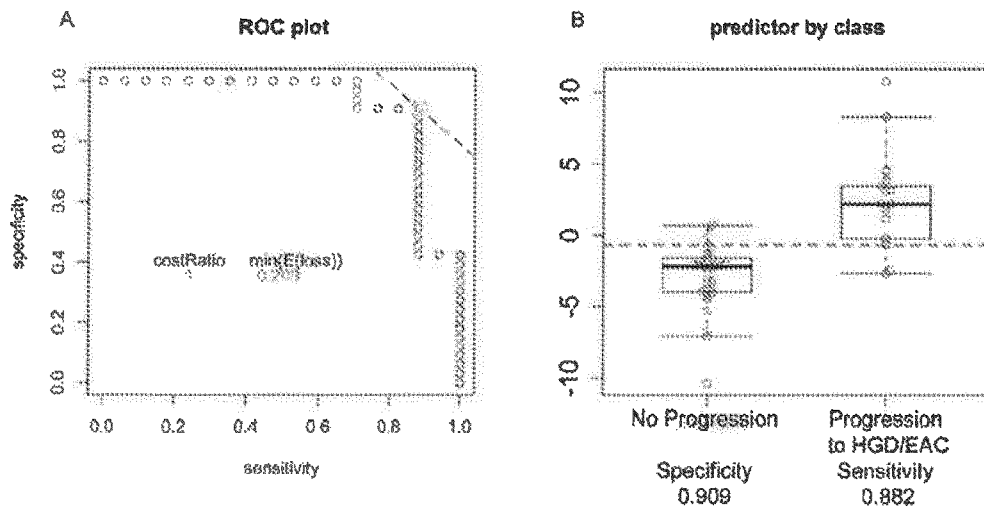 A
ROC plot
specificity
1.0
0.8
0.6
0.4
0.2
0.0
costRatio
min(E(loss))
1
0.0
0.2
0.4
0.6
0.8
1.0
sensitivity
B
predictor by class
10
5
0
-5
-10
No Progression
Progression
to HGD/EAC
Specificity
Sensitivity
0.909
0.882